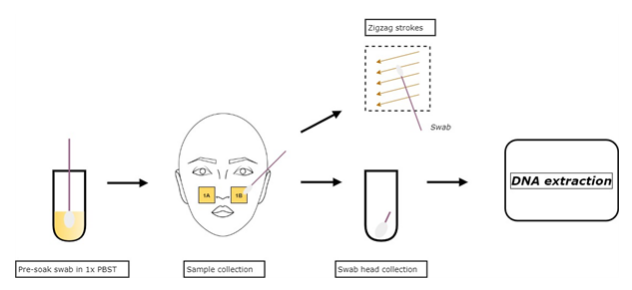 Zigzag strokes
Swab
1A
1B
DNA extraction
Pre-soak swab in 1x PBST
Sample collection
Swab head collection